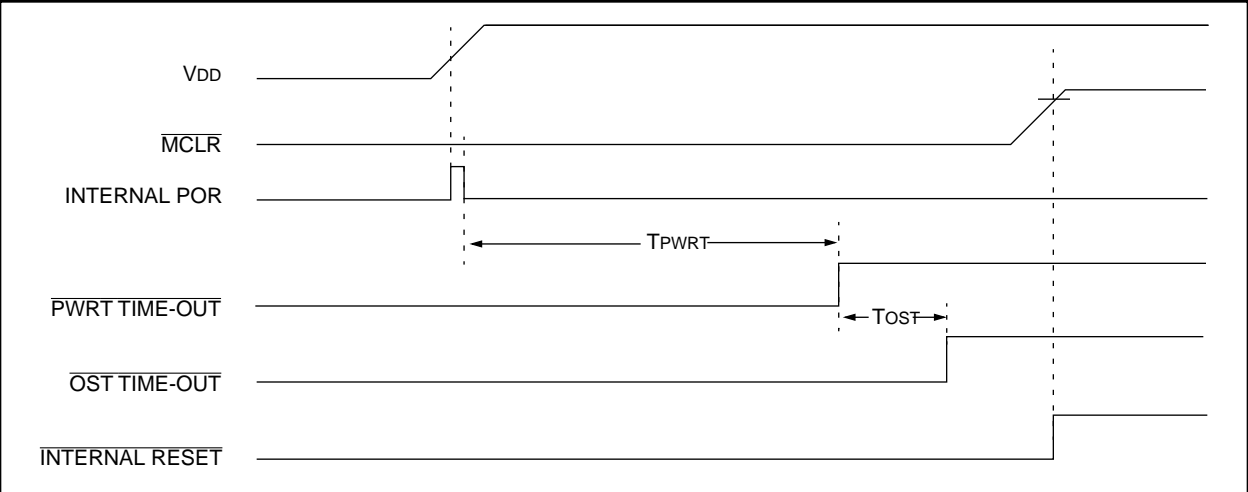 VDD
MCLR
INTERNAL POR
TPWRT
PWRT TIME-OUT
TOST
OST TIME-OUT
INTERNAL RESET